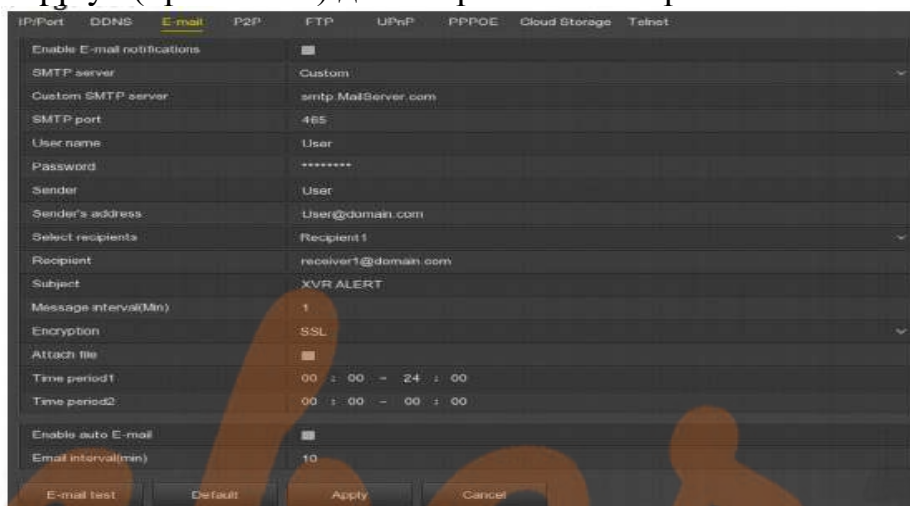 IP/Port DDNS E-mail P2P FTP UPnP PPPOE Cloud Storage Telnet
Enable E-mail notifications
SMTP server Custom
Custom SMTP server smtp.MailServer.com
SMTP port 465
User name User
Password ********
Sender User
Sender's address User@domain.com
Select recipients Recipient1
Recipient receiver1@domain.com
Subject XVR ALERT
Message interval(Min) 1
Encryption SSL
Attach file
Time period1 00 : 00 - 24 : 00
Time period2 00 : 00 - 00 : 00
Enable auto E-mail
Email interval(min) 10
E-mail test Default Apply Cancel